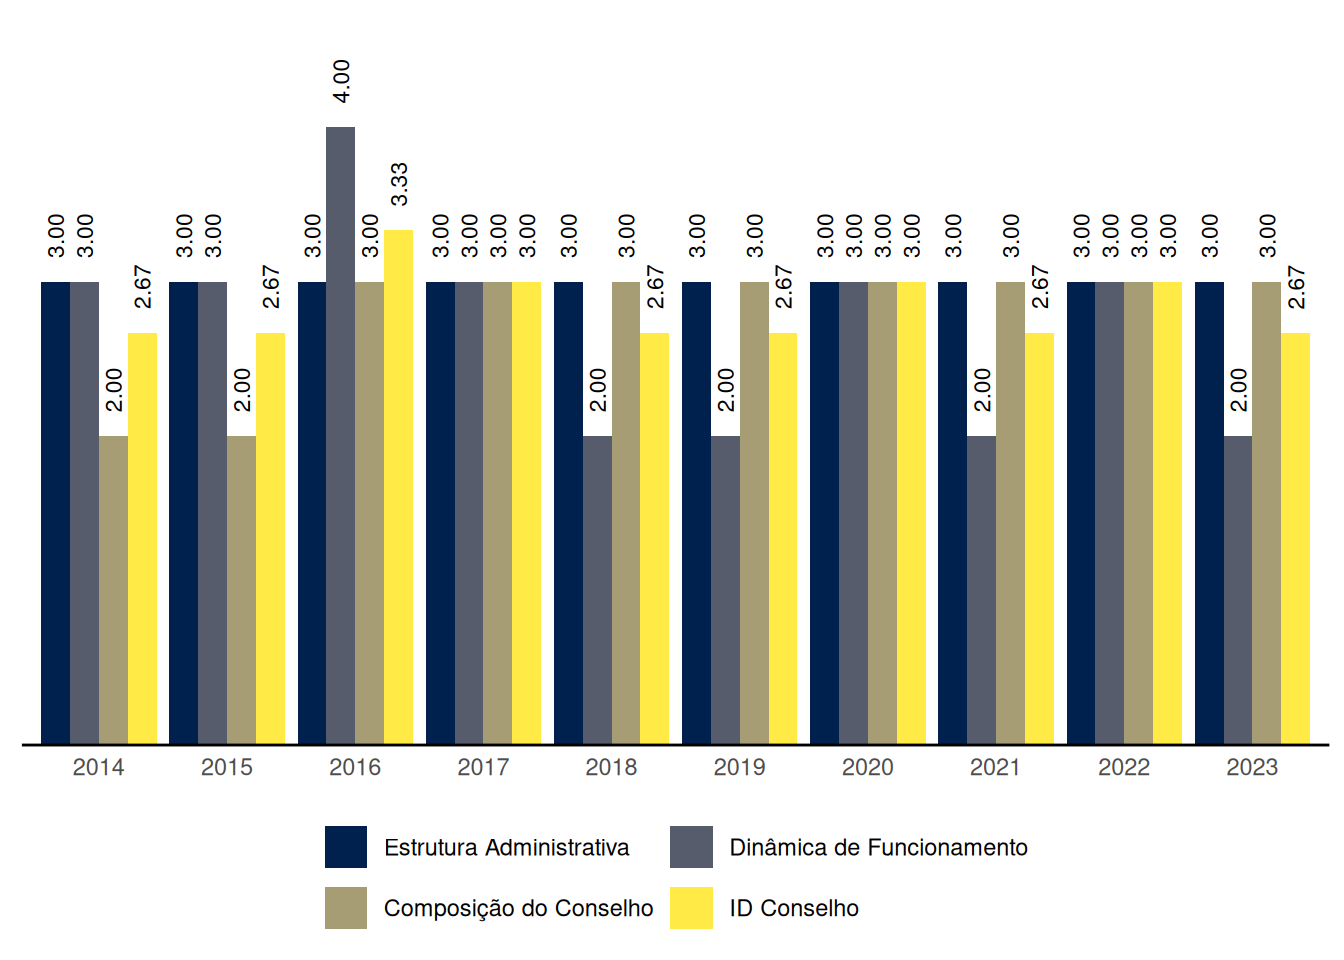 4.00
3.33
3.00 3.00 3.00 3.00 3.00 3.00 3.00 3.00 3.00 3.00 3.00 3.00 3.00 3.00 3.00 3.00 3.00 3.00 3.00 3.00 3.00 3.00 3.00 3.00 3.00 3.00 3.00 3.00
2.67 2.67 2.67 2.67 2.67 2.67
2.00 2.00 2.00 2.00 2.00 2.00
2014 2015 2016 2017 2018 2019 2020 2021 2022 2023
Estrutura Administrativa Dinâmica de Funcionamento
Composição do Conselho ID Conselho